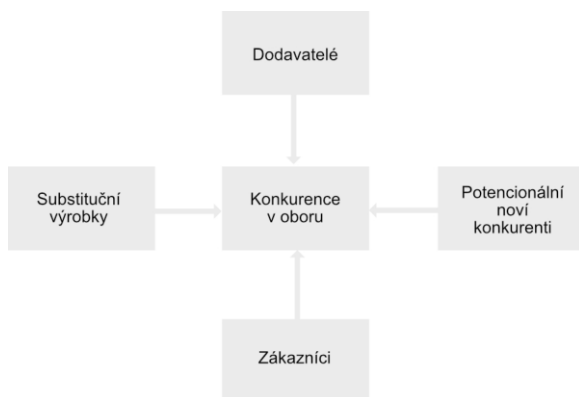 Dodavatelé
Substituční
výrobky
Konkurence
v oboru
Potencionální
noví
konkurenti
Zákazníci